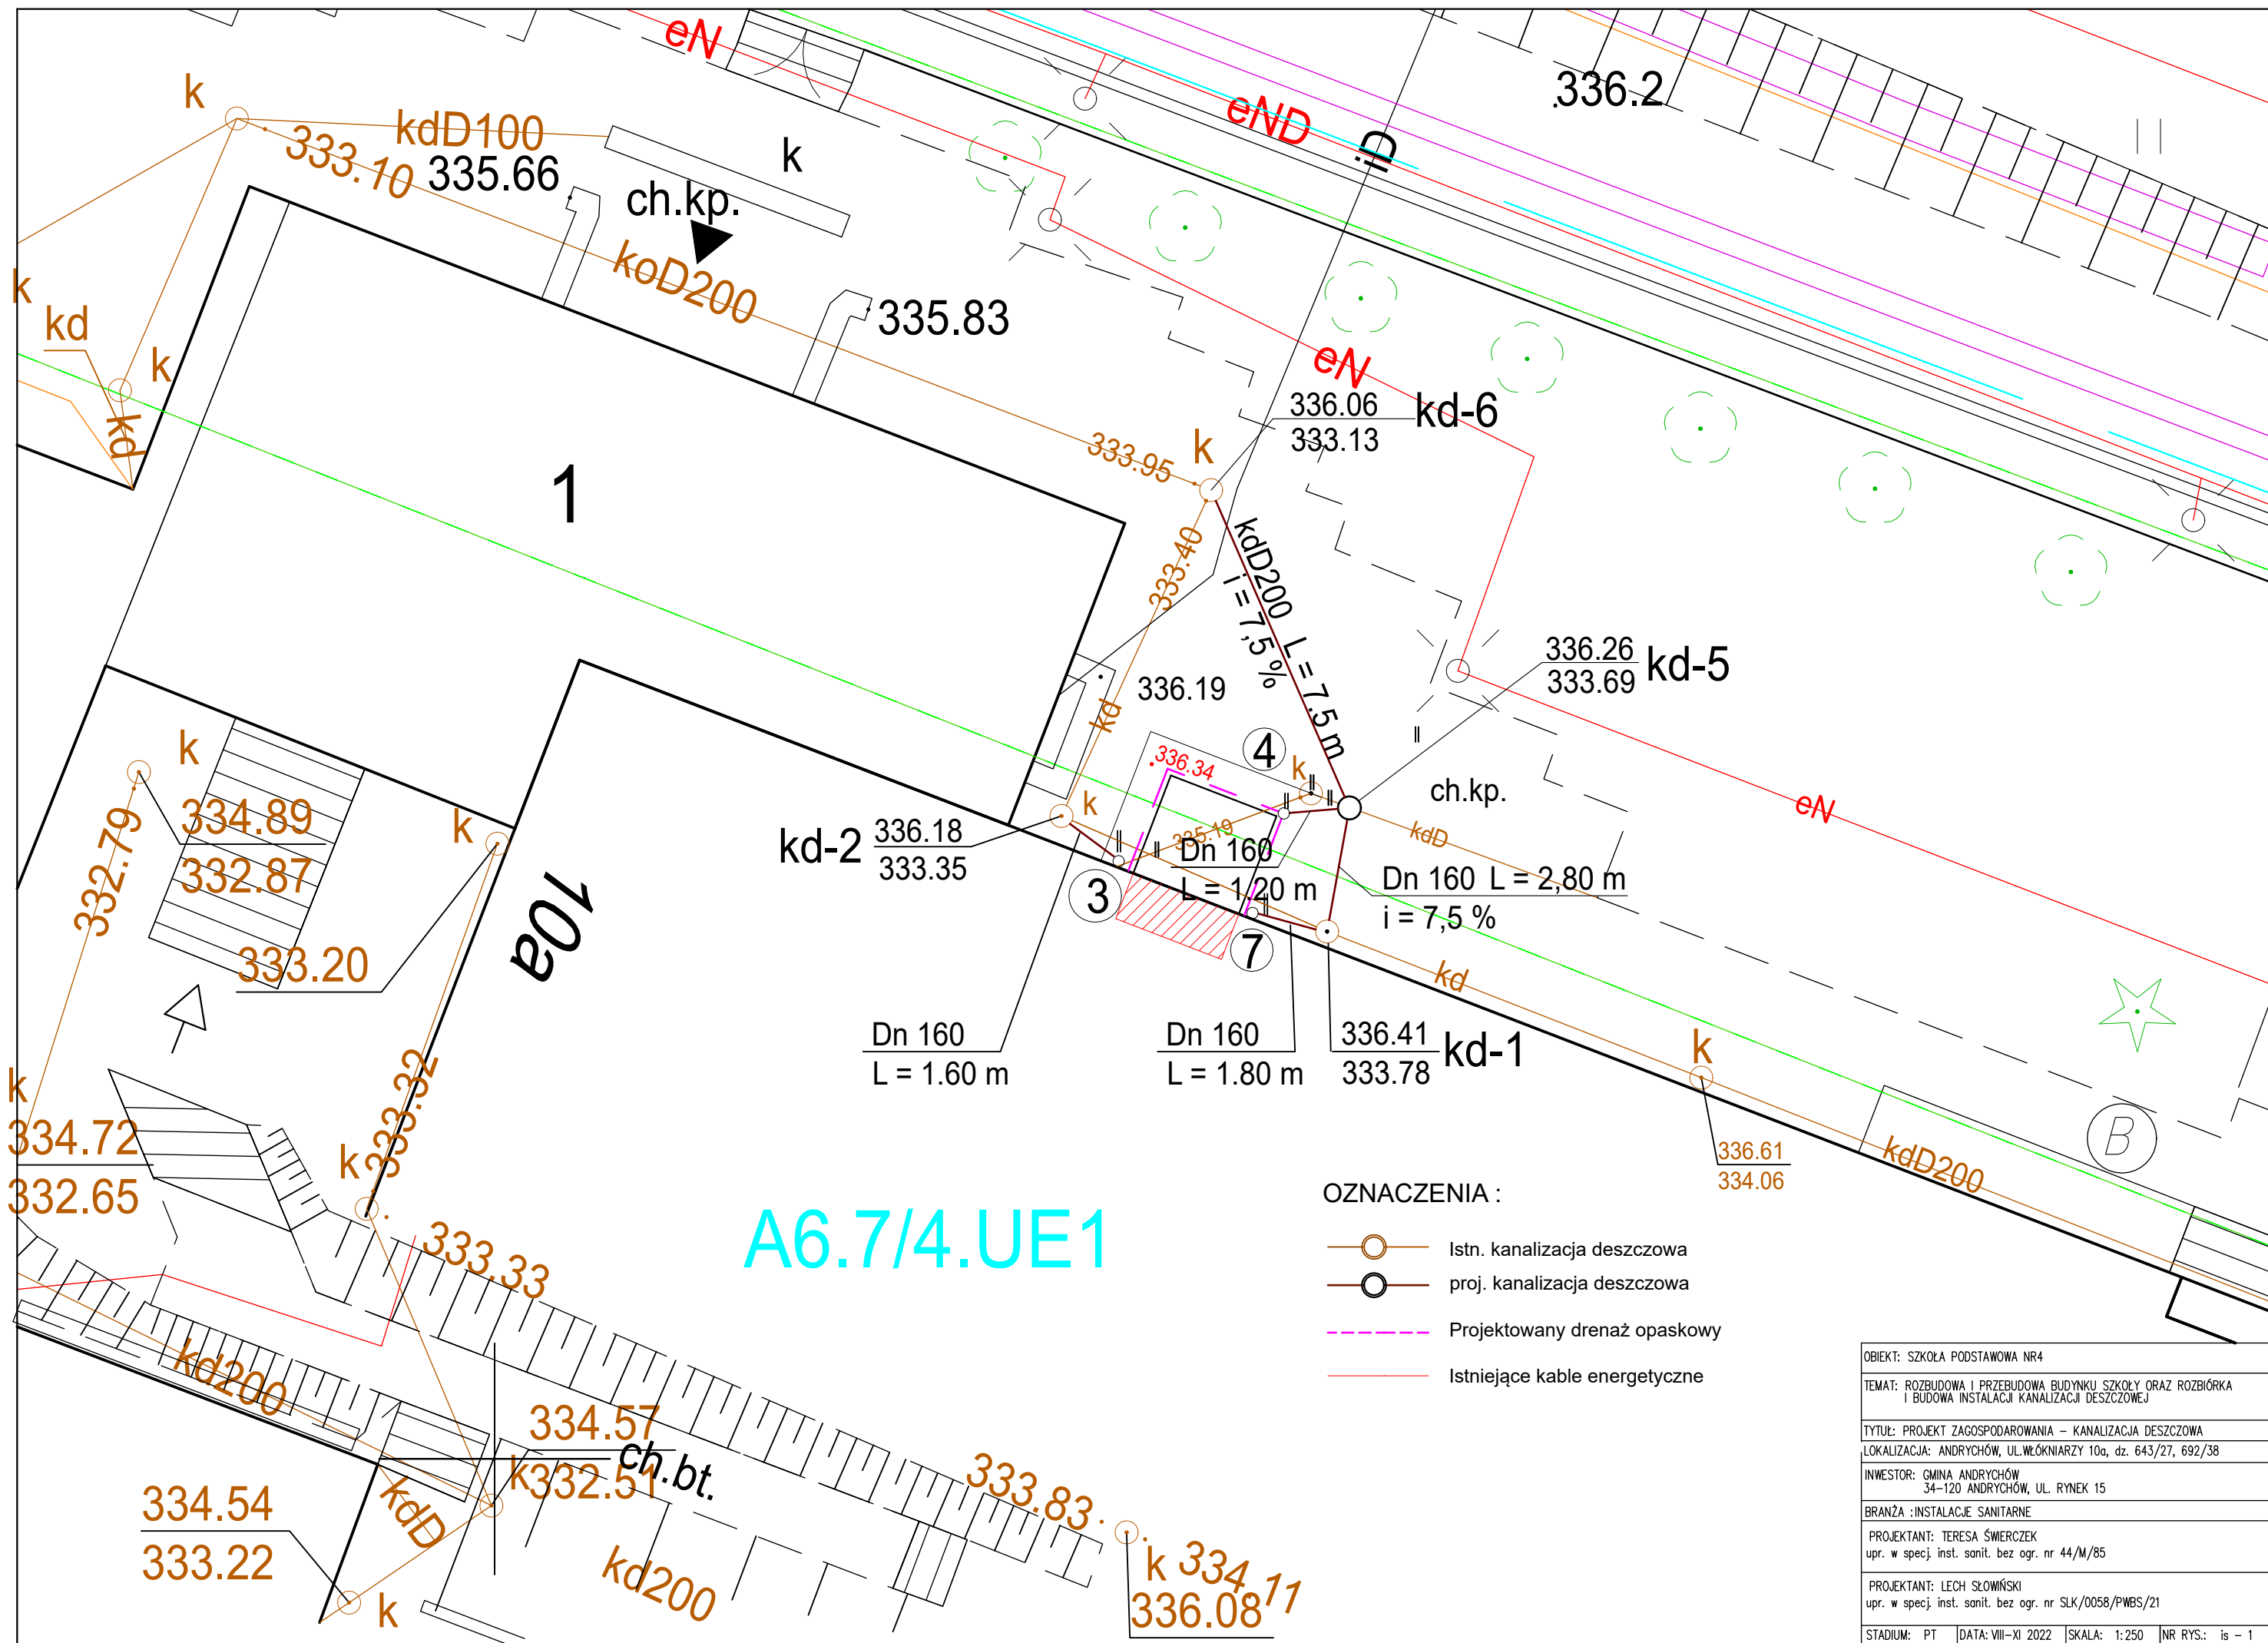 eN
k
kdD100
333.10
335.66
k
ch.kp.
koD200
335.83
eND
iD
336.2
k
kd
k
kd
1
eN
336.06
333.13
kd-6
333.95
k
333.40
kdD200 L = 7.5 m
i = 7,5 %
336.26
333.69
kd-5
336.19
kd
336.34
4
k
ch.kp.
eN
k
kd-2
336.18
333.35
335.19
kdD
Dn 160
L = 1.20 m
Dn 160 L = 2,80 m
i = 7,5 %
3
7
k
334.89
332.87
332.79
k
333.20
10a
kd
Dn 160
L = 1.60 m
Dn 160
L = 1.80 m
336.41
333.78
kd-1
k
336.61
334.06
kdD200
B
k
334.72
332.65
333.32
k
333.33
A6.7/4.UE1
OZNACZENIA :
Istn. kanalizacja deszczowa
proj. kanalizacja deszczowa
Projektowany drenaż opaskowy
Istniejące kable energetyczne
kd200
334.57
k332.51
ch.bt.
334.54
333.22
kdD
k
kd200
333.83
k 334.11
336.08
OBIEKT: SZKOŁA PODSTAWOWA NR4
TEMAT: ROZBUDOWA I PRZEBUDOWA BUDYNKU SZKOŁY ORAZ ROZBIÓRKA
I BUDOWA INSTALACJI KANALIZACJI DESZCZOWEJ
TYTUŁ: PROJEKT ZAGOSPODAROWANIA – KANALIZACJA DESZCZOWA
LOKALIZACJA: ANDRYCHÓW, UL.WŁÓKNIARZY 10a, dz. 643/27, 692/38
INWESTOR: GMINA ANDRYCHÓW
34-120 ANDRYCHÓW, UL. RYNEK 15
BRANŻA :INSTALACJE SANITARNE
PROJEKTANT: TERESA ŚWIERCZEK
upr. w specj. inst. sanit. bez ogr. nr 44/M/85
PROJEKTANT: LECH SŁOWIŃSKI
upr. w specj. inst. sanit. bez ogr. nr SLK/0058/PWBS/21
STADIUM: PT DATA: VIII-XI 2022 SKALA: 1:250 NR RYS.: is - 1